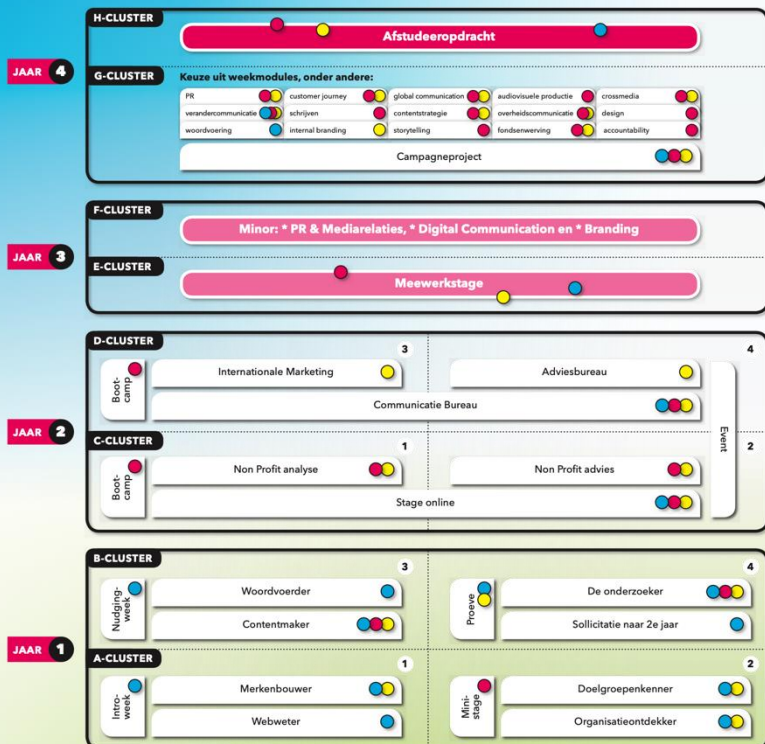 H-CLUSTER
Afstudeeropdracht
JAAR 4
G-CLUSTER
Keuze uit weekmodules, onder andere:
PR
customer journey
global communication
audiovisuele productie
crossmedia
verandercommunicatie
schrijven
contentstrategie
overheidscommunicatie
design
woordvoering
internal branding
storytelling
fondsenwerving
accountability
Campagneproject
F-CLUSTER
Minor: * PR & Mediarelaties, * Digital Communication en * Branding
JAAR 3
E-CLUSTER
Meewerkstage
D-CLUSTER
3
4
Boot-
camp
Internationale Marketing
Adviesbureau
Communicatie Bureau
JAAR 2
Event
C-CLUSTER
1
2
Boot-
camp
Non Profit analyse
Non Profit advies
Stage online
B-CLUSTER
3
4
Nudging-
week
Woordvoerder
Contentmaker
Proeve
De onderzoeker
Sollicitatie naar 2e jaar
JAAR 1
A-CLUSTER
1
2
Intro-
week
Merkenbouwer
Webweter
Mini-
stage
Doelgroepenkenner
Organisatieontdekker